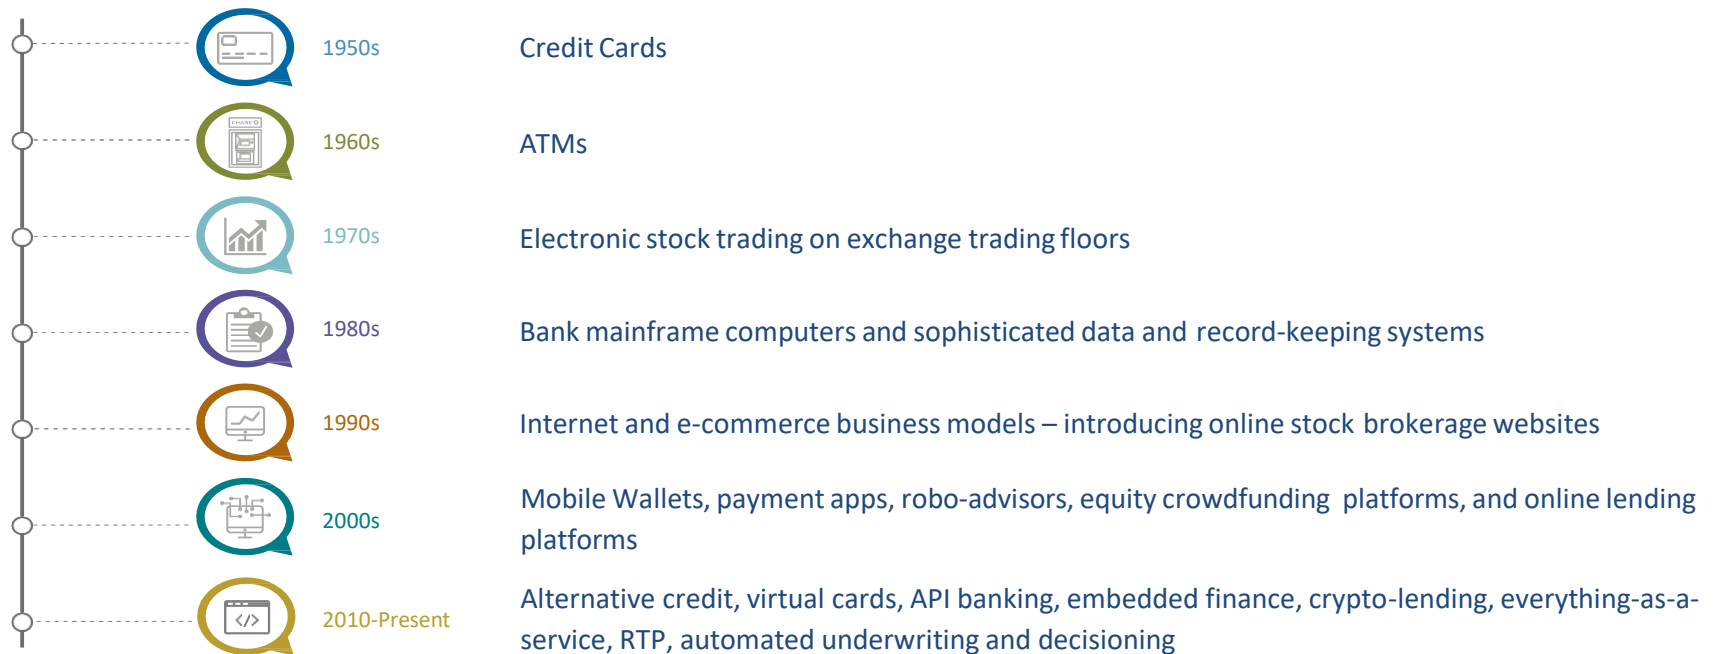 1950s Credit Cards
CHASE
1960s ATMs
1970s Electronic stock trading on exchange trading floors
1980s Bank mainframe computers and sophisticated data and record-keeping systems
1990s Internet and e-commerce business models – introducing online stock brokerage websites
2000s Mobile Wallets, payment apps, robo-advisors, equity crowdfunding platforms, and online lending
platforms
2010-Present Alternative credit, virtual cards, API banking, embedded finance, crypto-lending, everything-as-a-
</> service, RTP, automated underwriting and decisioning